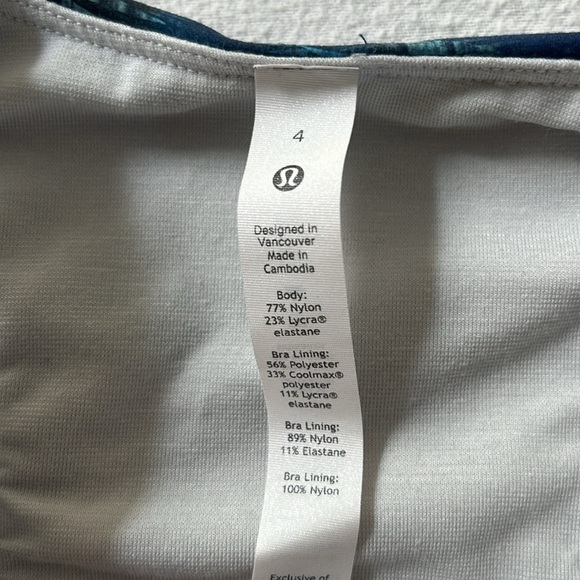 4
Designed in
Vancouver
Made in
Cambodia
Body:
77% Nylon
23% Lycra®
elastane
Bra Lining:
56% Polyester
33% Coolmax®
polyester
11% Lycra®
elastane
Bra Lining:
89% Nylon
11% Elastane
Bra Lining:
100% Nylon
Exclusive of